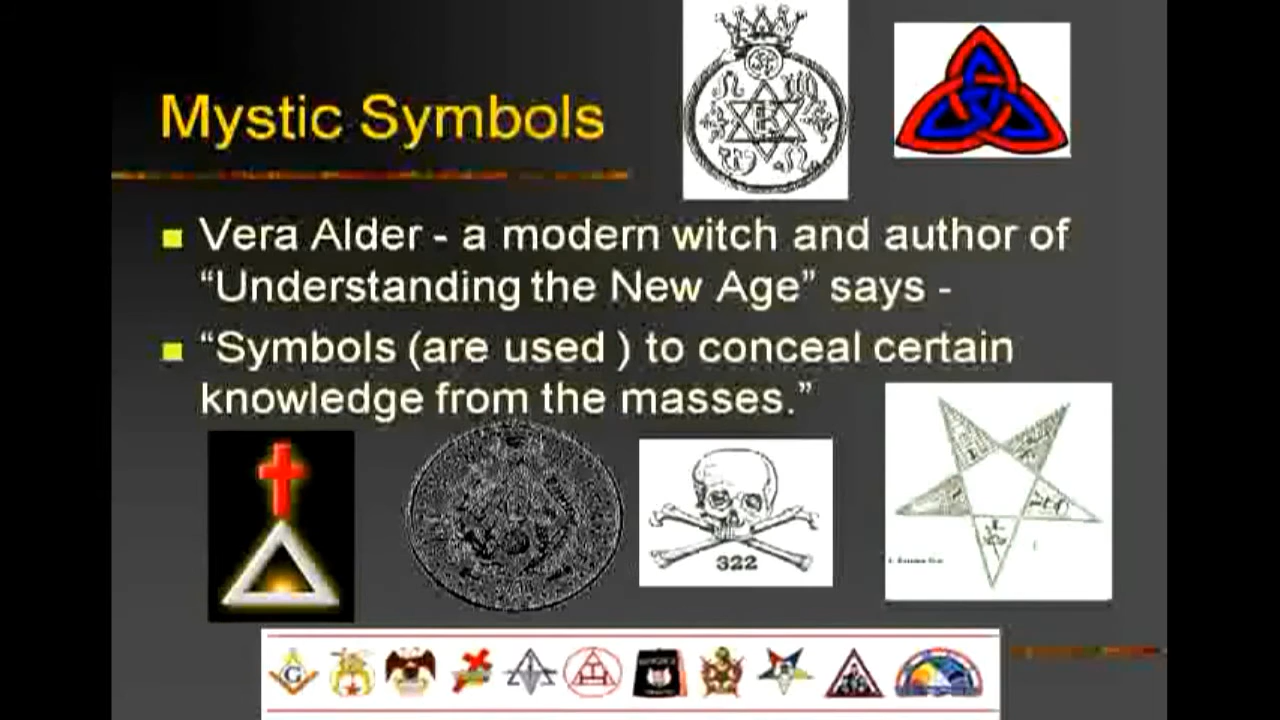 Mystic Symbols
Vera Alder - a modern witch and author of
“Understanding the New Age” says -
“Symbols (are used ) to conceal certain
knowledge from the masses.”
322
G